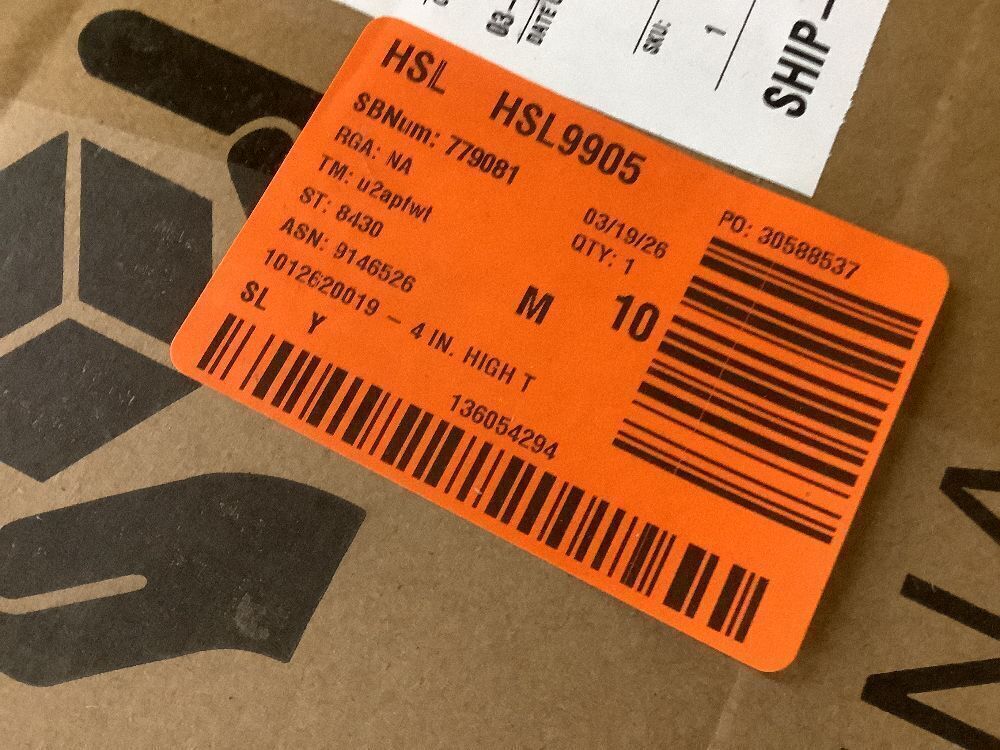 03-
DATE
SKU:
1
SHIP-
HSL HSL9905
SBNum: 779081
RGA: NA
TM: u2apfwt
ST: 8430
ASN: 9146526
1012620019 - 4 IN. HIGH T
SL Y
03/19/26
QTY: 1
M 10
PO: 30588537
136054294